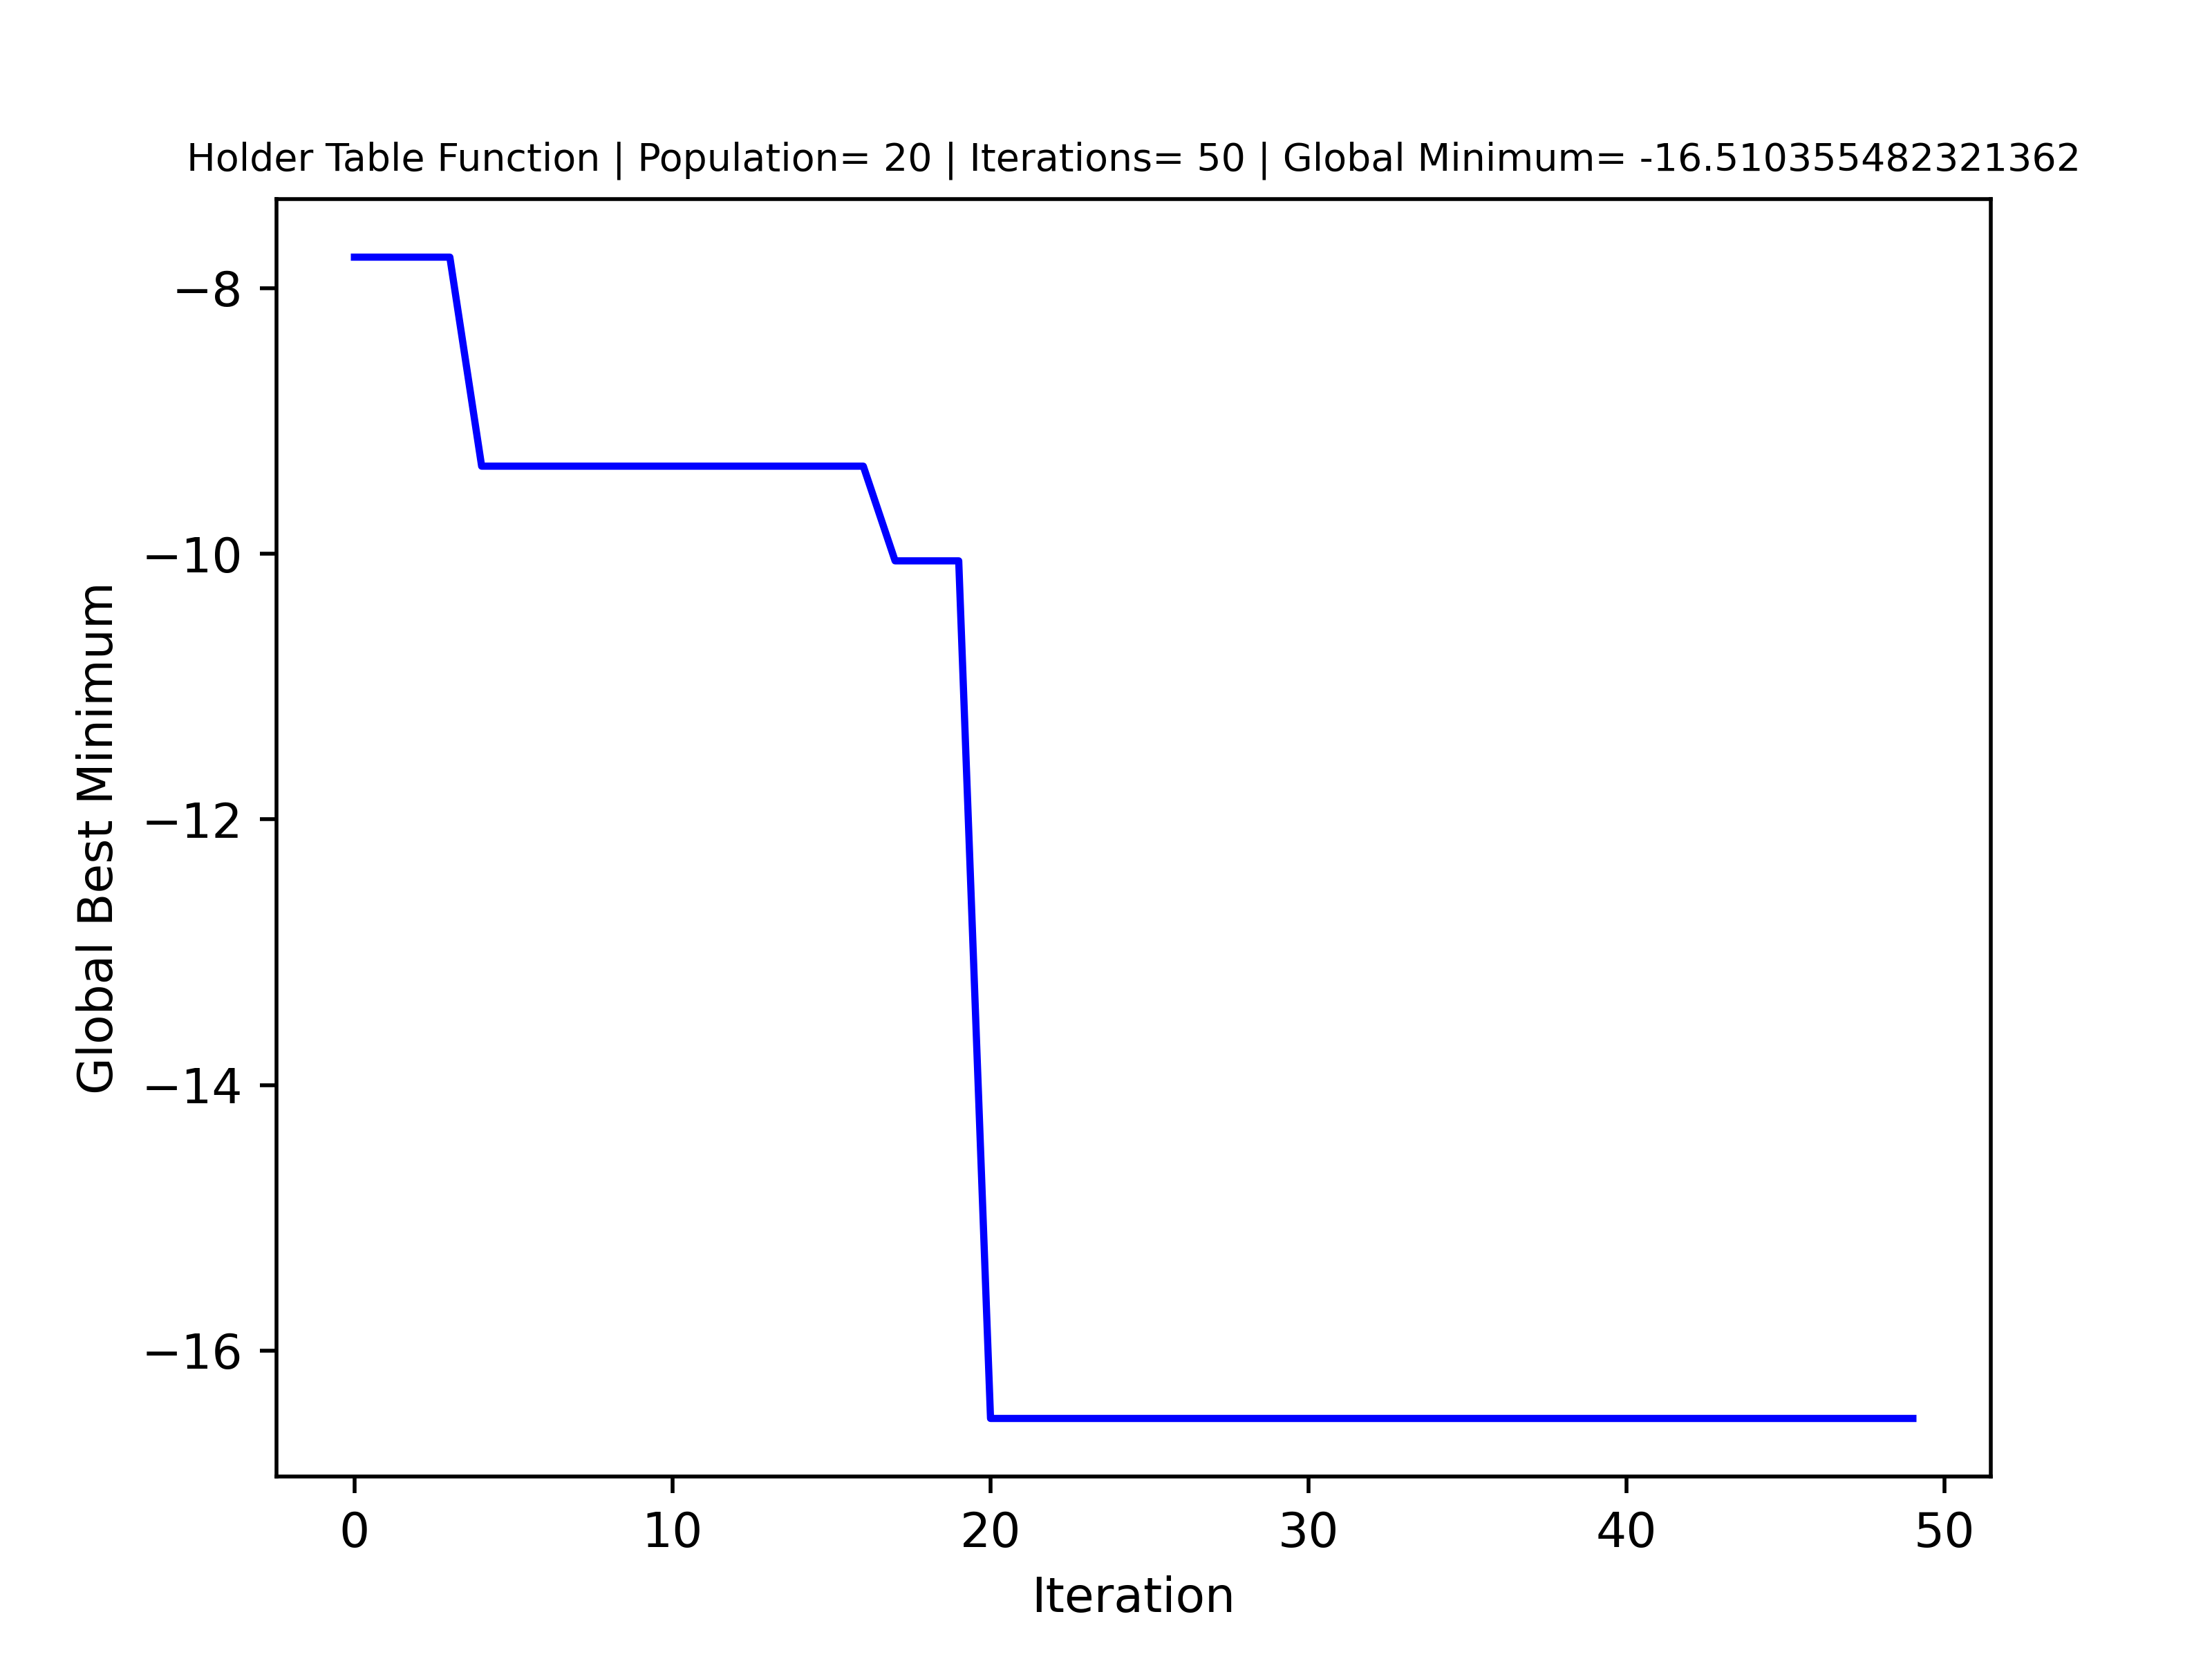 Holder Table Function | Population= 20 | Iterations= 50 | Global Minimum= -16.510355482321362
Global Best Minimum
−8
−10
−12
−14
−16
0 10 20 30 40 50
Iteration